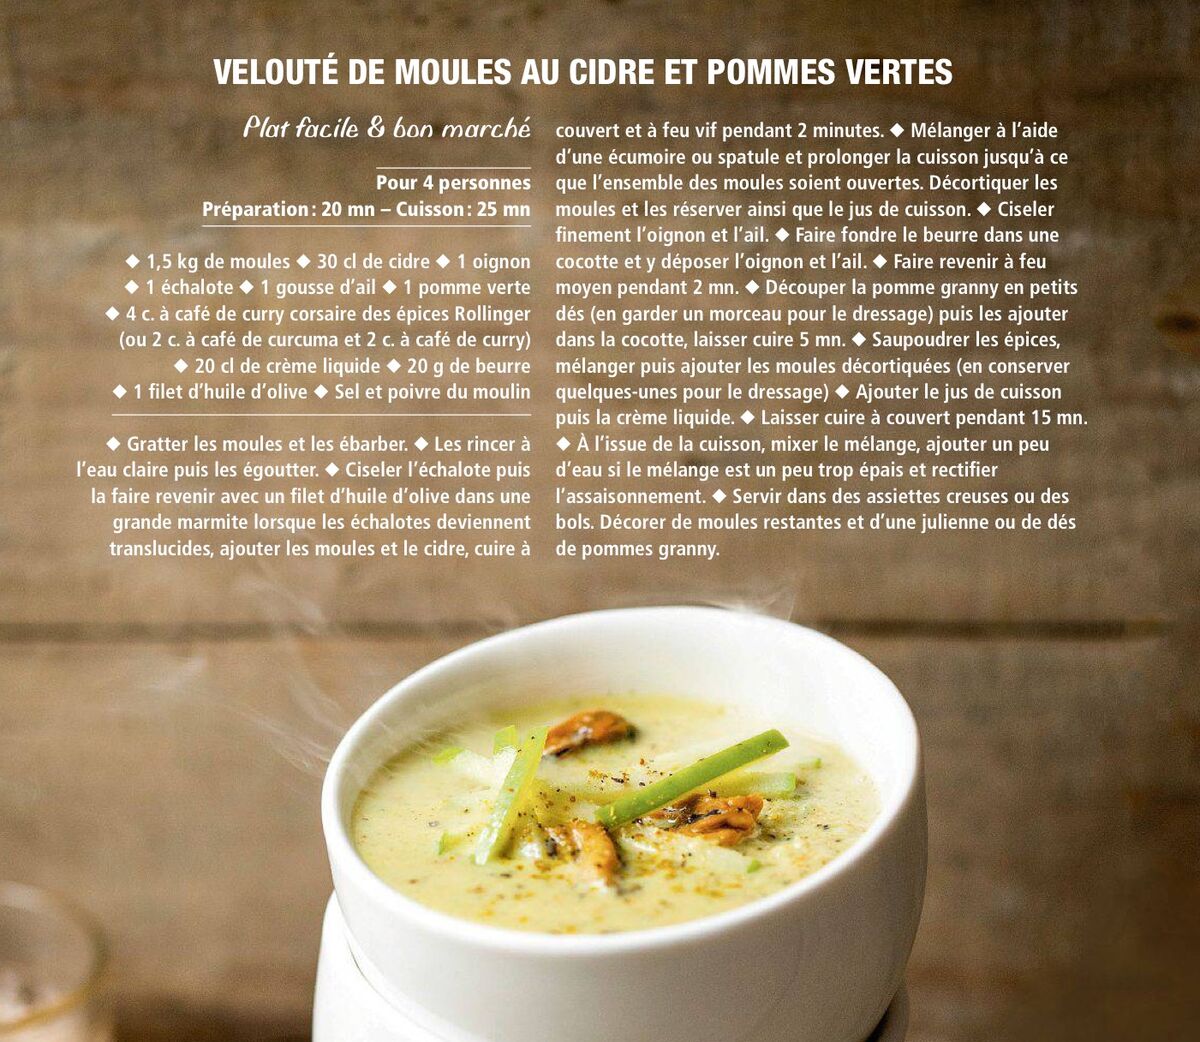 VELOUTÉ DE MOULES AU CIDRE ET POMMES VERTES
Plat facile & bon marché
Pour 4 personnes
Préparation : 20 mn – Cuisson : 25 mn
◆ 1,5 kg de moules ◆ 30 cl de cidre ◆ 1 oignon
◆ 1 échalote ◆ 1 gousse d’ail ◆ 1 pomme verte
◆ 4 c. à café de curry corsaire des épices Rollinger
(ou 2 c. à café de curcuma et 2 c. à café de curry)
◆ 20 cl de crème liquide ◆ 20 g de beurre
◆ 1 filet d’huile d’olive ◆ Sel et poivre du moulin
◆ Gratter les moules et les ébarber. ◆ Les rincer à
l’eau claire puis les égoutter. ◆ Ciseler l’échalote puis
la faire revenir avec un filet d’huile d’olive dans une
grande marmite lorsque les échalotes deviennent
translucides, ajouter les moules et le cidre, cuire à
couvert et à feu vif pendant 2 minutes. ◆ Mélanger à l’aide
d’une écumoire ou spatule et prolonger la cuisson jusqu’à ce
que l’ensemble des moules soient ouvertes. Décortiquer les
moules et les réserver ainsi que le jus de cuisson. ◆ Ciseler
finement l’oignon et l’ail. ◆ Faire fondre le beurre dans une
cocotte et y déposer l’oignon et l’ail. ◆ Faire revenir à feu
moyen pendant 2 mn. ◆ Découper la pomme granny en petits
dés (en garder un morceau pour le dressage) puis les ajouter
dans la cocotte, laisser cuire 5 mn. ◆ Saupoudrer les épices,
mélanger puis ajouter les moules décortiquées (en conserver
quelques-unes pour le dressage) ◆ Ajouter le jus de cuisson
puis la crème liquide. ◆ Laisser cuire à couvert pendant 15 mn.
◆ À l’issue de la cuisson, mixer le mélange, ajouter un peu
d’eau si le mélange est un peu trop épais et rectifier
l’assaisonnement. ◆ Servir dans des assiettes creuses ou des
bols. Décorer de moules restantes et d’une julienne ou de dés
de pommes granny.